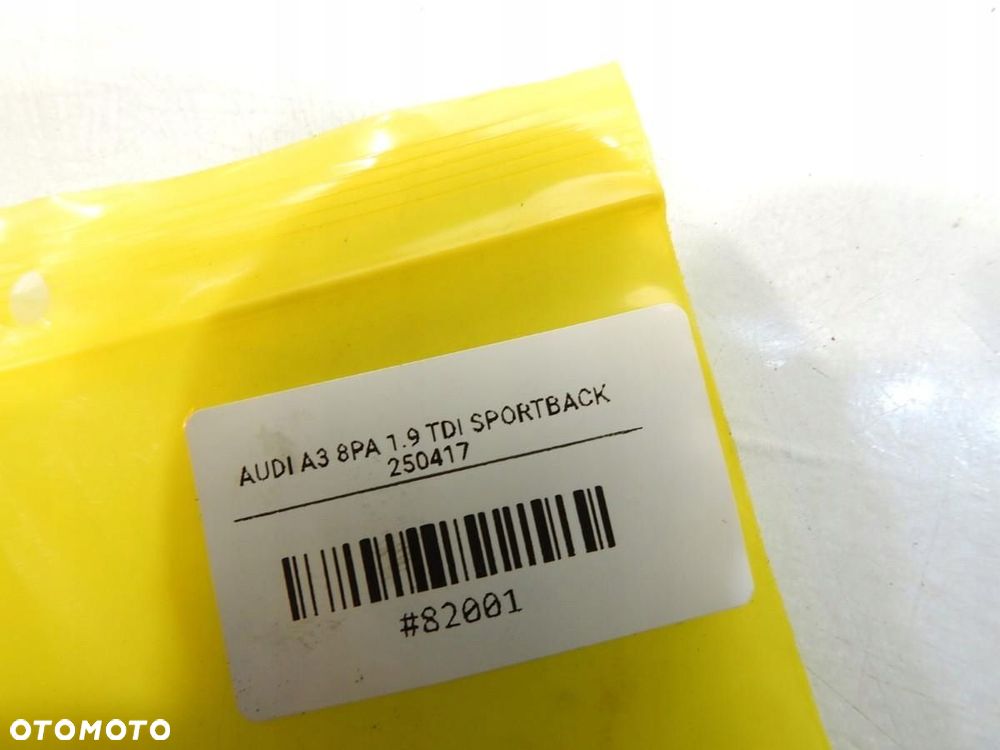 AUDI A3 8PA 1.9 TDI SPORTBACK
250417
#82001
OTOMOTO